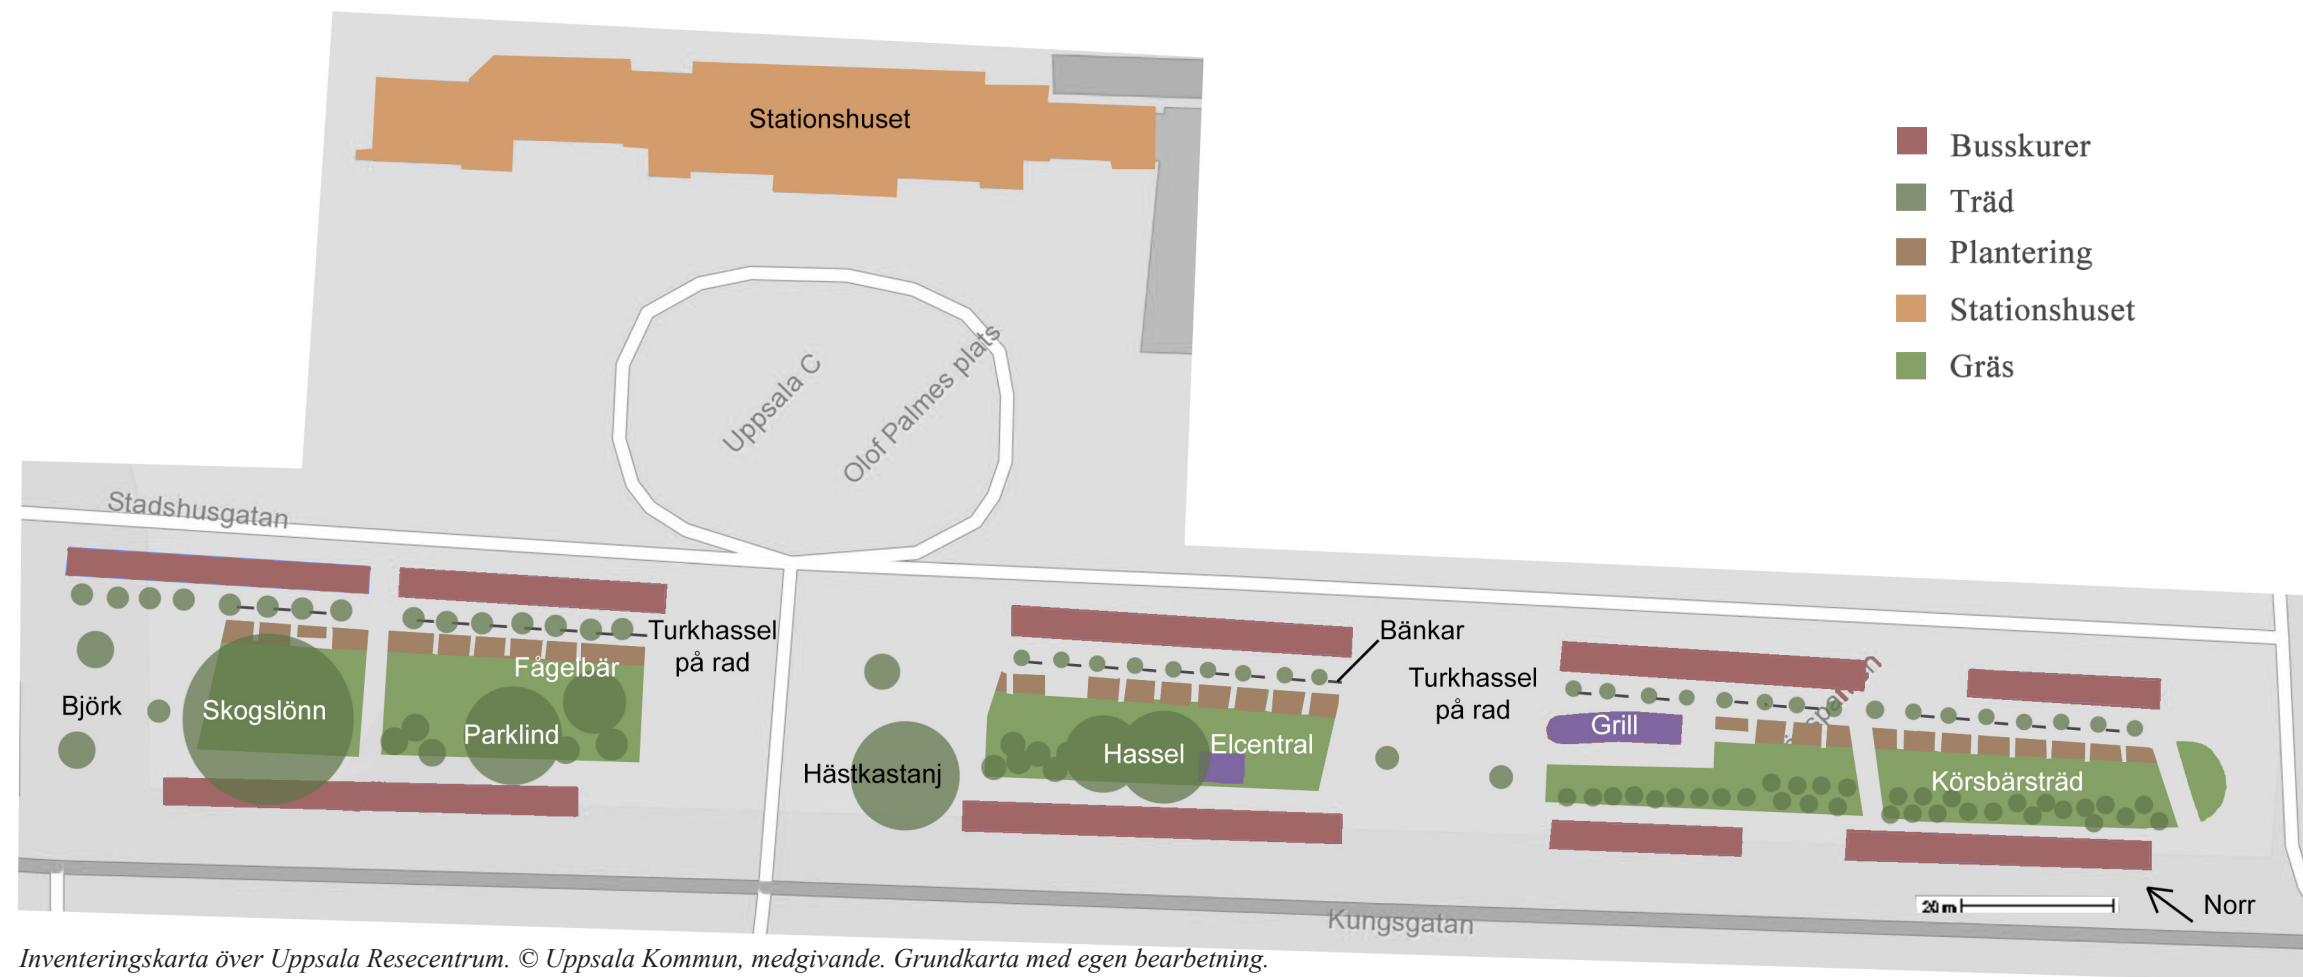 Stationshuset
Busskurer
Träd
Plantering
Stationshuset
Gräs
Uppsala C
Olof Palmes plats
Stadshusgatan
Turkhassel
på rad
Bänkar
Fågelbär
Turkhassel
på rad
Björk
Skogslönn
Parklind
Grill
Hassel
Elcentral
Hästkastanj
Körsbärsträd
20 m
Norr
Kungsgatan
Inventeringskarta över Uppsala Resecentrum. © Uppsala Kommun, medgivande. Grundkarta med egen bearbetning.